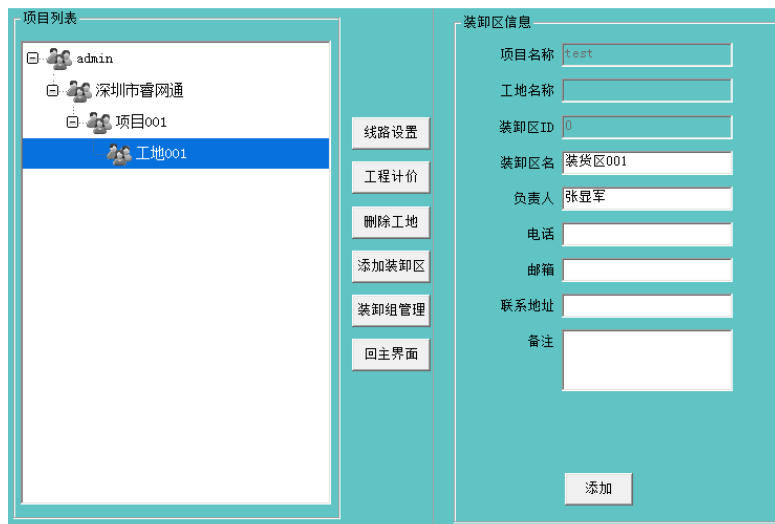 项目列表
admin
深圳市睿网通
项目001
工地001
线路设置
工程计价
删除工地
添加装卸区
装卸组管理
回主界面
装卸区信息
项目名称 test
工地名称
装卸区ID 0
装卸区名 装货区001
负责人 张显军
电话
邮箱
联系地址
备注
添加